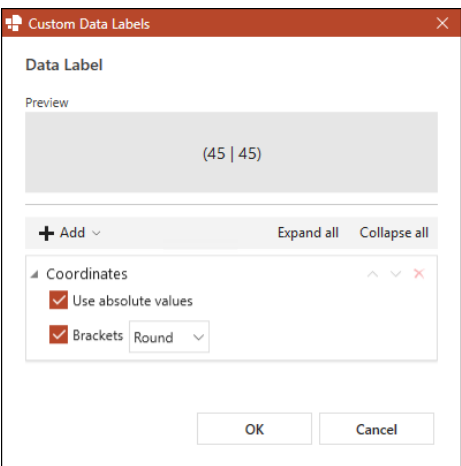 Custom Data Labels
Data Label
Preview
(45 | 45)
Add
Expand all
Collapse all
Coordinates
Use absolute values
Brackets Round
OK
Cancel